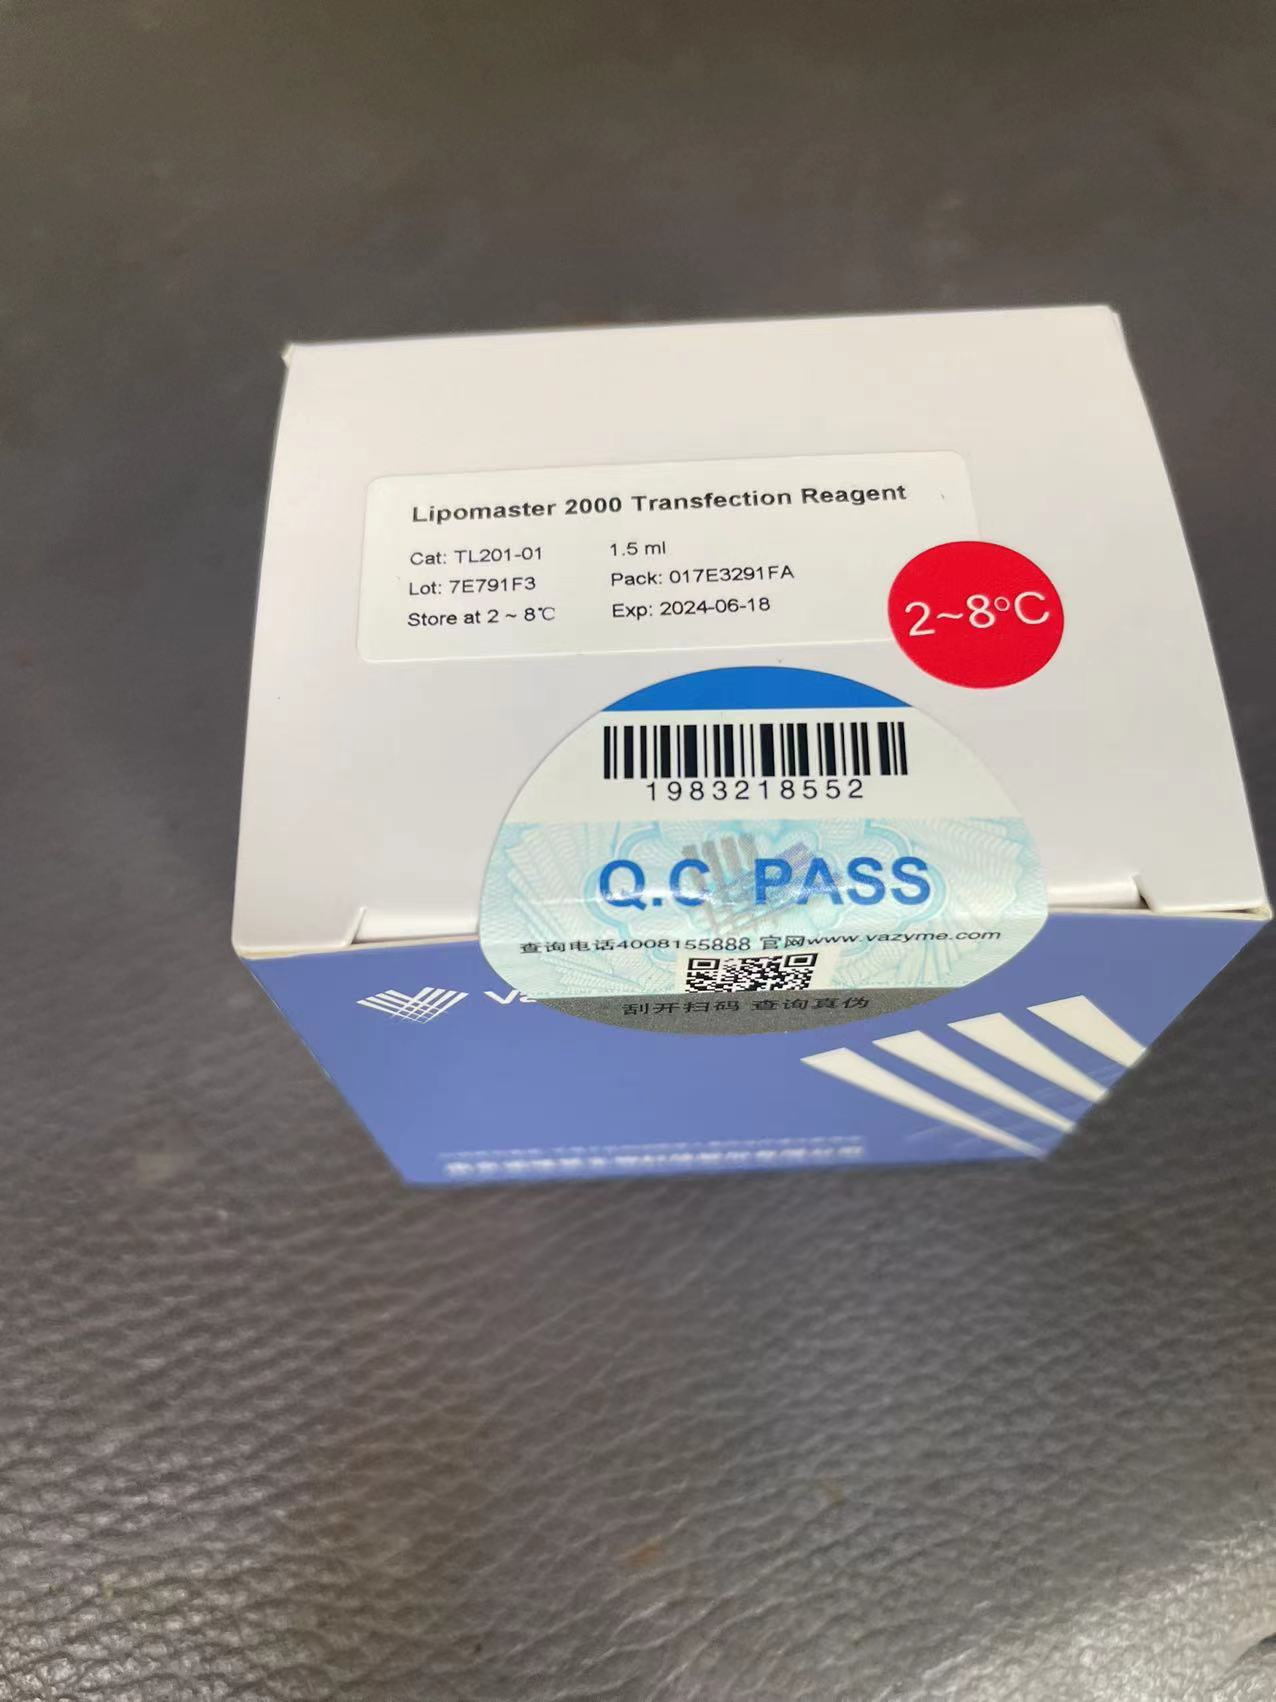 Lipomaster 2000 Transfection Reagent
Cat: TL201-01
1.5 ml
Lot: 7E791F3
Pack: 017E3291FA
Store at 2 ~ 8℃
Exp: 2024-06-18
2~8°C
1983218552
Q.C. PASS
查询电话4008155888 官网www.vazyme.com
刮开扫码 查询真伪